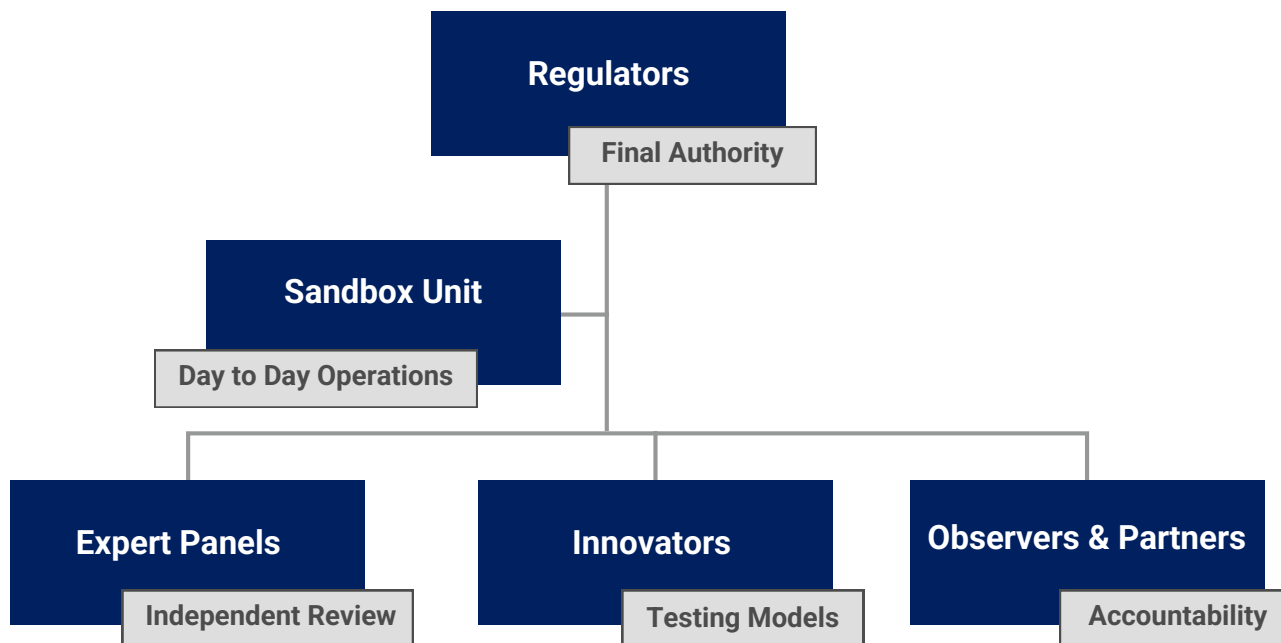 Regulators
Final Authority
Sandbox Unit
Day to Day Operations
Expert Panels
Independent Review
Innovators
Testing Models
Observers & Partners
Accountability